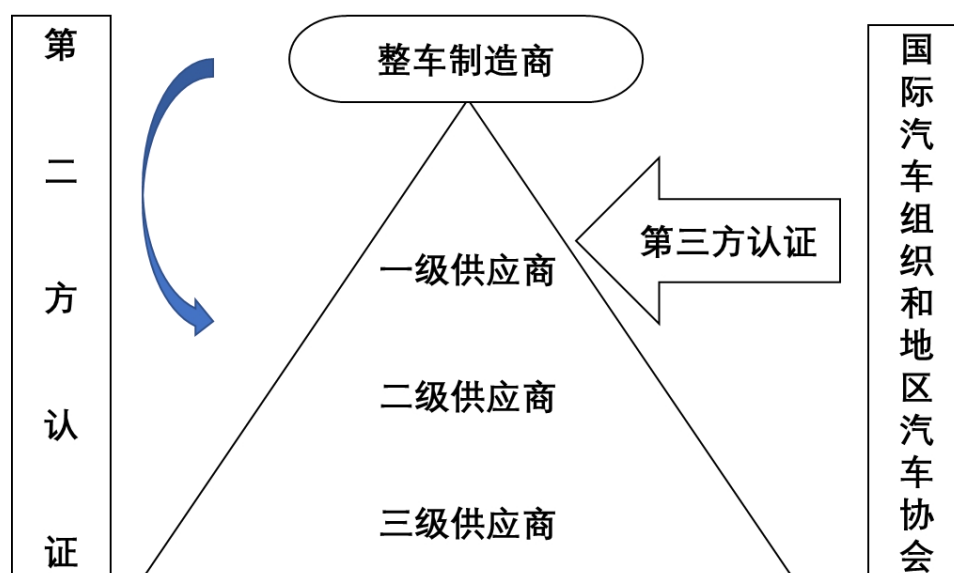 第二方认证
整车制造商
一级供应商
二级供应商
三级供应商
第三方认证
国际汽车组织和地区汽车协会